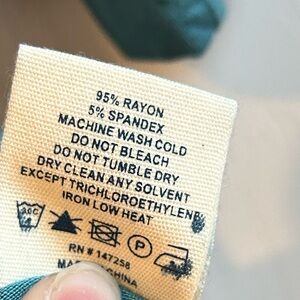 95% RAYON
5% SPANDEX
MACHINE WASH COLD
DO NOT BLEACH
DO NOT TUMBLE DRY
DRY CLEAN ANY SOLVENT
EXCEPT TRICHLOROETHYLENE
IRON LOW HEAT
P
RN # 147258
CHINA